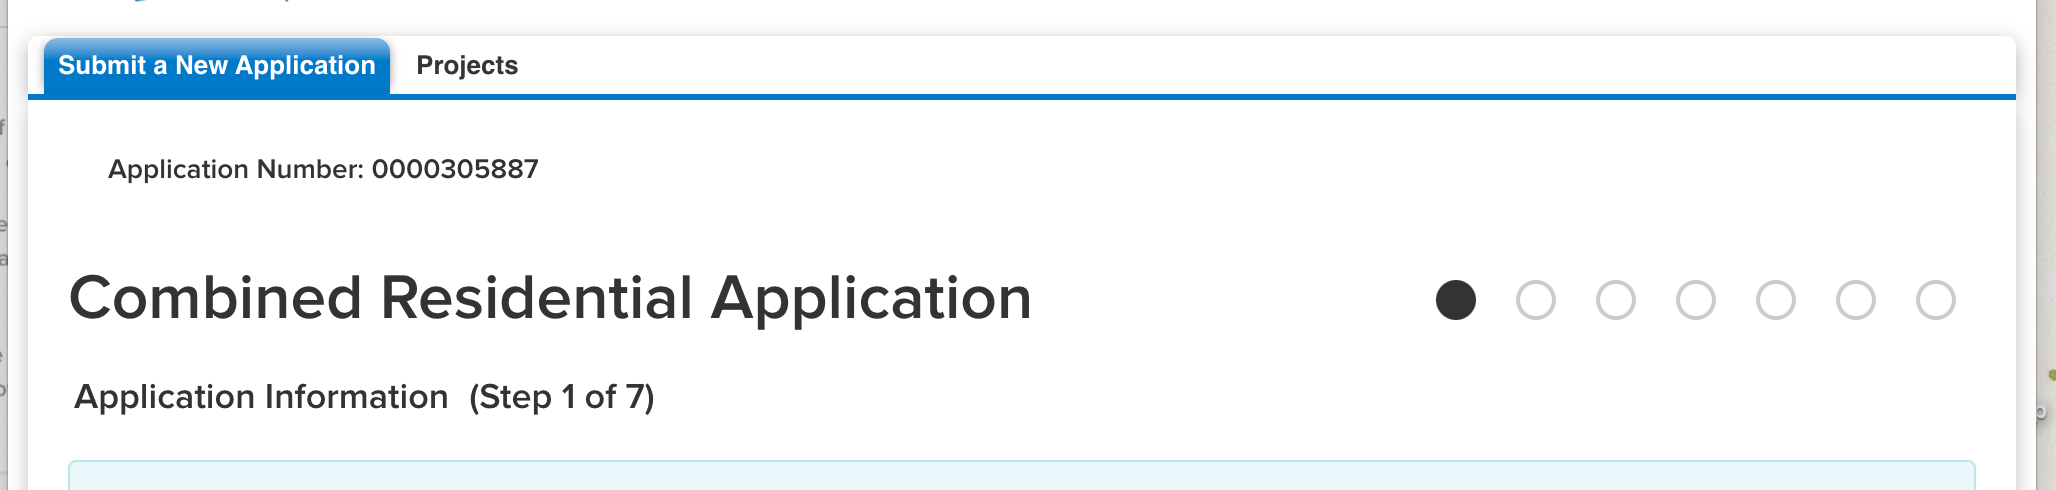 Submit a New Application Projects
Application Number: 0000305887
Combined Residential Application
Application Information (Step 1 of 7)